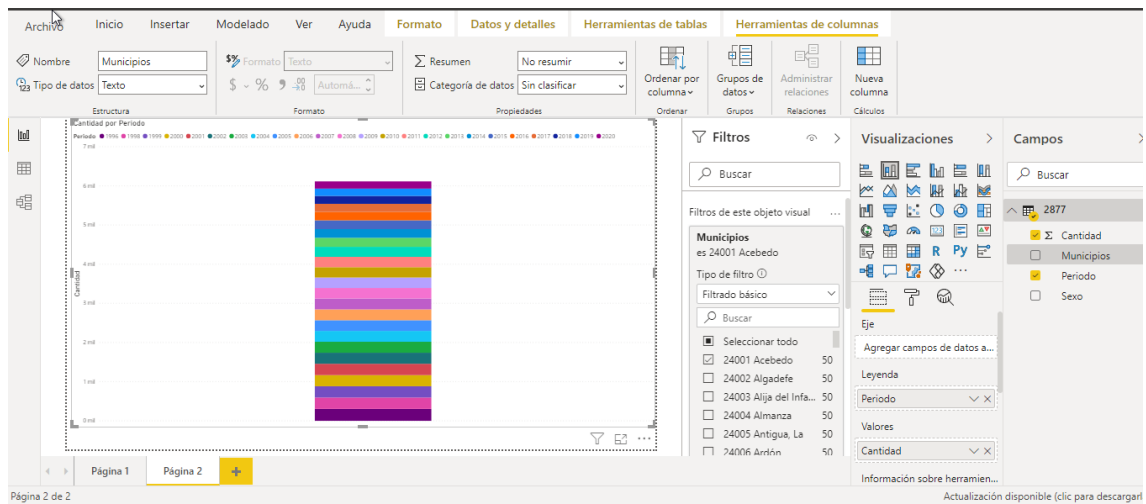 Archivo Inicio Insertar Modelado Ver Ayuda Formato Datos y detalles Herramientas de tablas Herramientas de columnas
Nombre Municipios
Tipo de datos Texto
Estructura
Formato Texto
$ % Automá...
Formato
Resumen No resumir
Categoría de datos Sin clasificar
Propiedades
Ordenar por
columna
Ordenar
Grupos de
datos
Grupos
Administrar
relaciones
Relaciones
Nueva
columna
Cálculos
Cantidad por Periodo
Periodo 1996 1998 1999 2000 2001 2002 2003 2004 2005 2006 2007 2008 2009 2010 2011 2012 2013 2014 2015 2016 2017 2018 2019 2020
7 mil
6 mil
5 mil
4 mil
3 mil
2 mil
1 mil
0 mil
Cantidad
Filtros
Buscar
Filtros de este objeto visual ...
Municipios
es 24001 Acebedo
Tipo de filtro
Filtrado básico
Buscar
Seleccionar todo
24001 Acebedo 50
24002 Algadefe 50
24003 Alija del Infa... 50
24004 Almanza 50
24005 Antigua, La 50
24006 Ardón 50
Visualizaciones
R Py
...
Eje
Agregar campos de datos a...
Leyenda
Periodo
Valores
Cantidad
Información sobre herramien...
Campos
Buscar
2877
Σ Cantidad
Municipios
Periodo
Sexo
Página 1 Página 2 +
Página 2 de 2
Actualización disponible (clic para descargarl